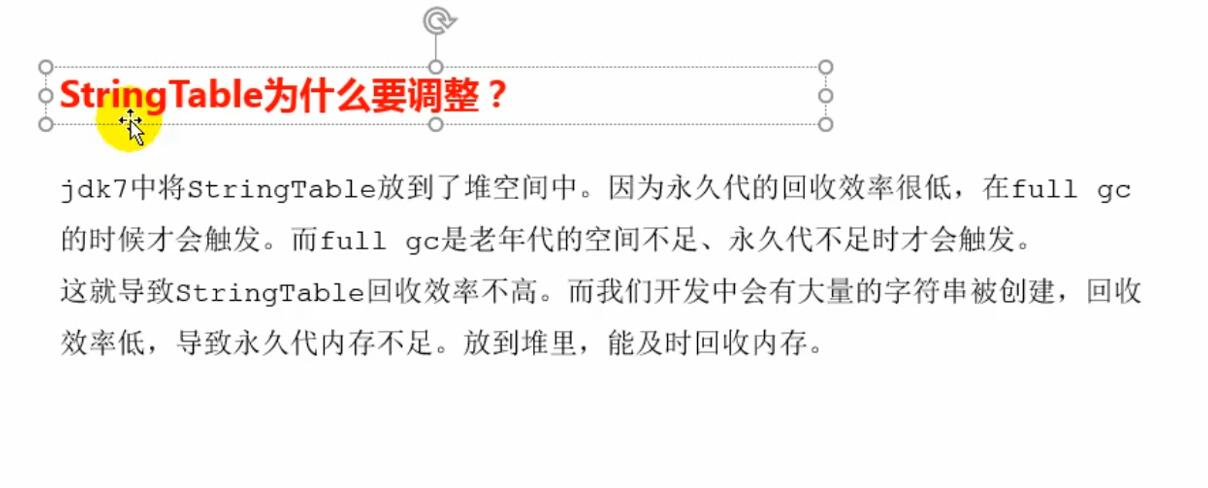 StringTable为什么要调整？
jdk7中将StringTable放到了堆空间中。因为永久代的回收效率很低，在full gc
的时候才会触发。而full gc是老年代的空间不足、永久代不足时才会触发。
这就导致StringTable回收效率不高。而我们开发中会有大量的字符串被创建，回收
效率低，导致永久代内存不足。放到堆里，能及时回收内存。